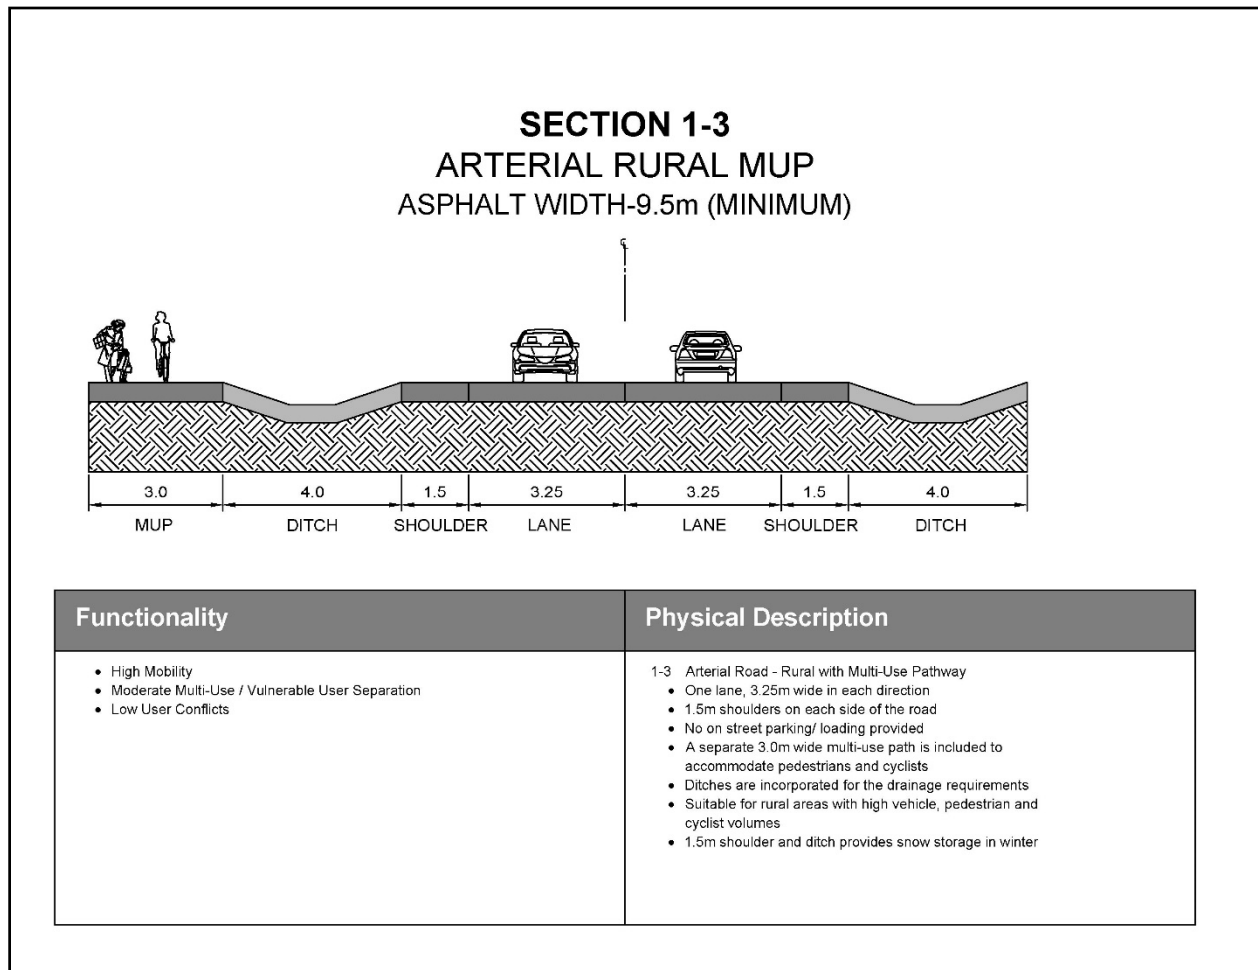 SECTION 1-3
ARTERIAL RURAL MUP
ASPHALT WIDTH-9.5m (MINIMUM)
℄
3.0 4.0 1.5 3.25 3.25 1.5 4.0
MUP DITCH SHOULDER LANE LANE SHOULDER DITCH
Functionality
• High Mobility
• Moderate Multi-Use / Vulnerable User Separation
• Low User Conflicts
Physical Description
1-3 Arterial Road - Rural with Multi-Use Pathway
• One lane, 3.25m wide in each direction
• 1.5m shoulders on each side of the road
• No on street parking/ loading provided
• A separate 3.0m wide multi-use path is included to
accommodate pedestrians and cyclists
• Ditches are incorporated for the drainage requirements
• Suitable for rural areas with high vehicle, pedestrian and
cyclist volumes
• 1.5m shoulder and ditch provides snow storage in winter